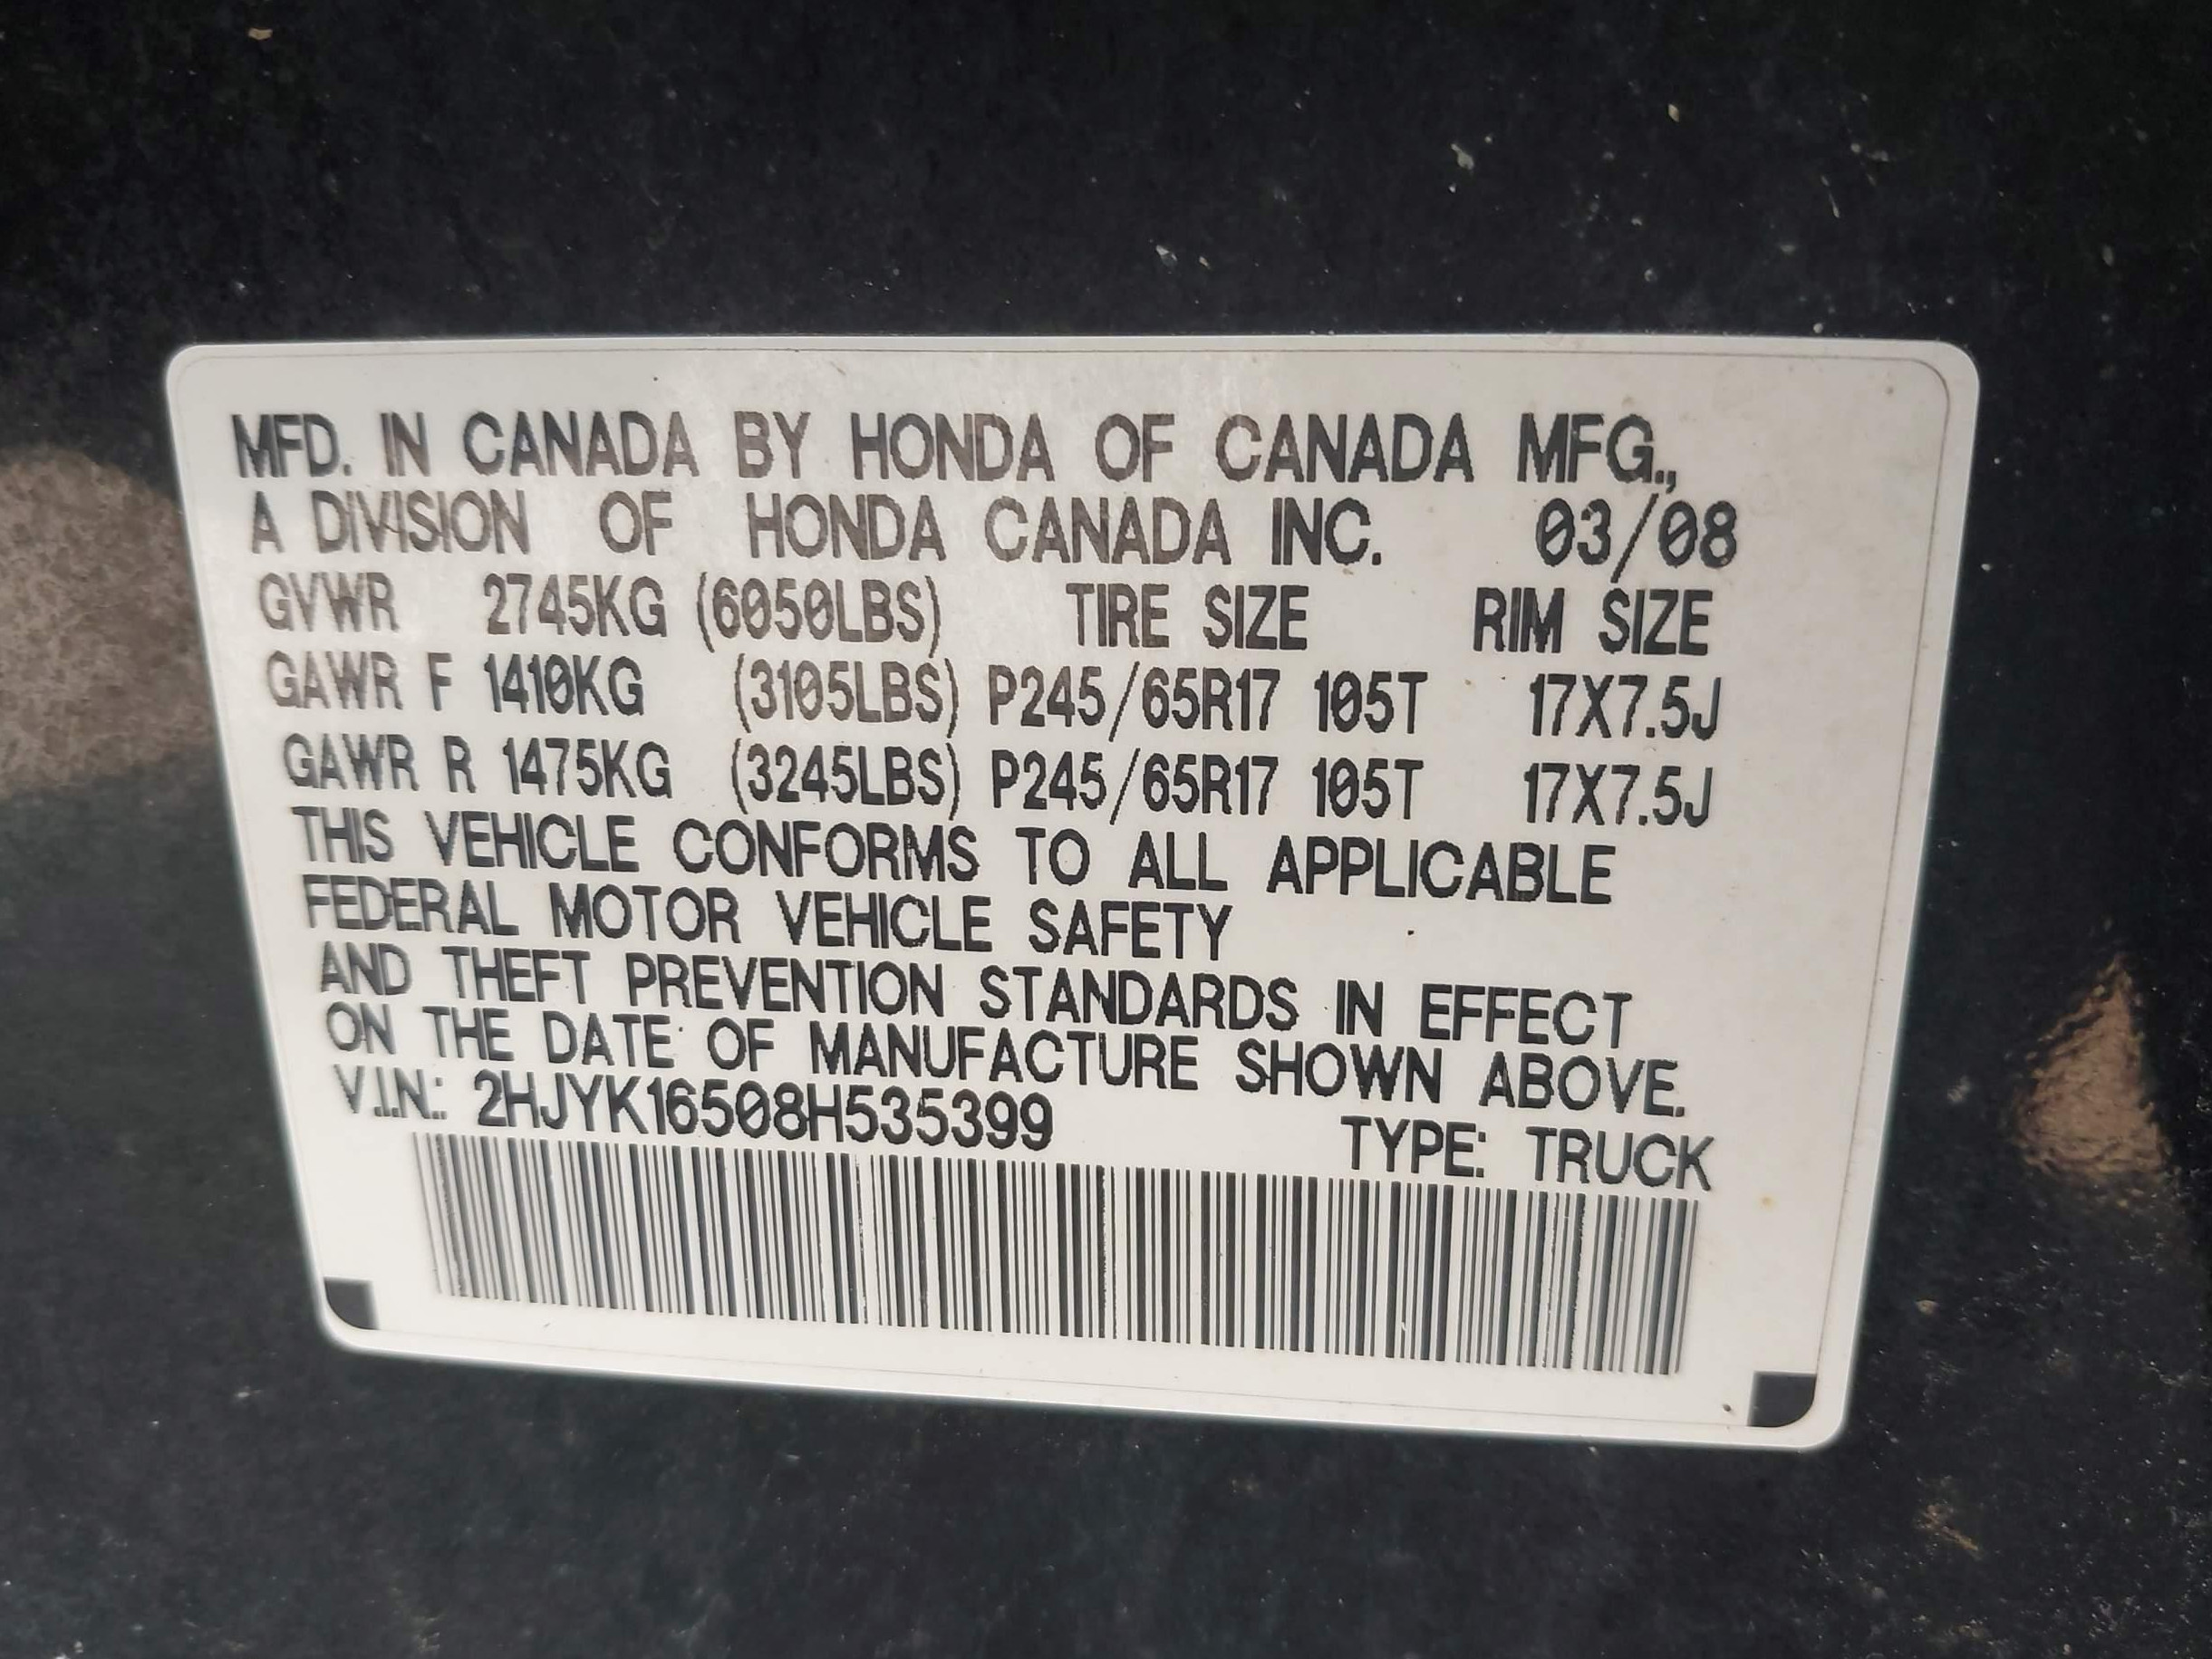 MFD. IN CANADA BY HONDA OF CANADA MFG.,
A DIVISION OF HONDA CANADA INC. 03/08
GVWR 2745KG (6050LBS) TIRE SIZE RIM SIZE
GAWR F 1410KG (3105LBS) P245/65R17 105T 17X7.5J
GAWR R 1475KG (3245LBS) P245/65R17 105T 17X7.5J
THIS VEHICLE CONFORMS TO ALL APPLICABLE
FEDERAL MOTOR VEHICLE SAFETY
AND THEFT PREVENTION STANDARDS IN EFFECT
ON THE DATE OF MANUFACTURE SHOWN ABOVE.
V.I.N.: 2HJYK16508H535399
TYPE: TRUCK